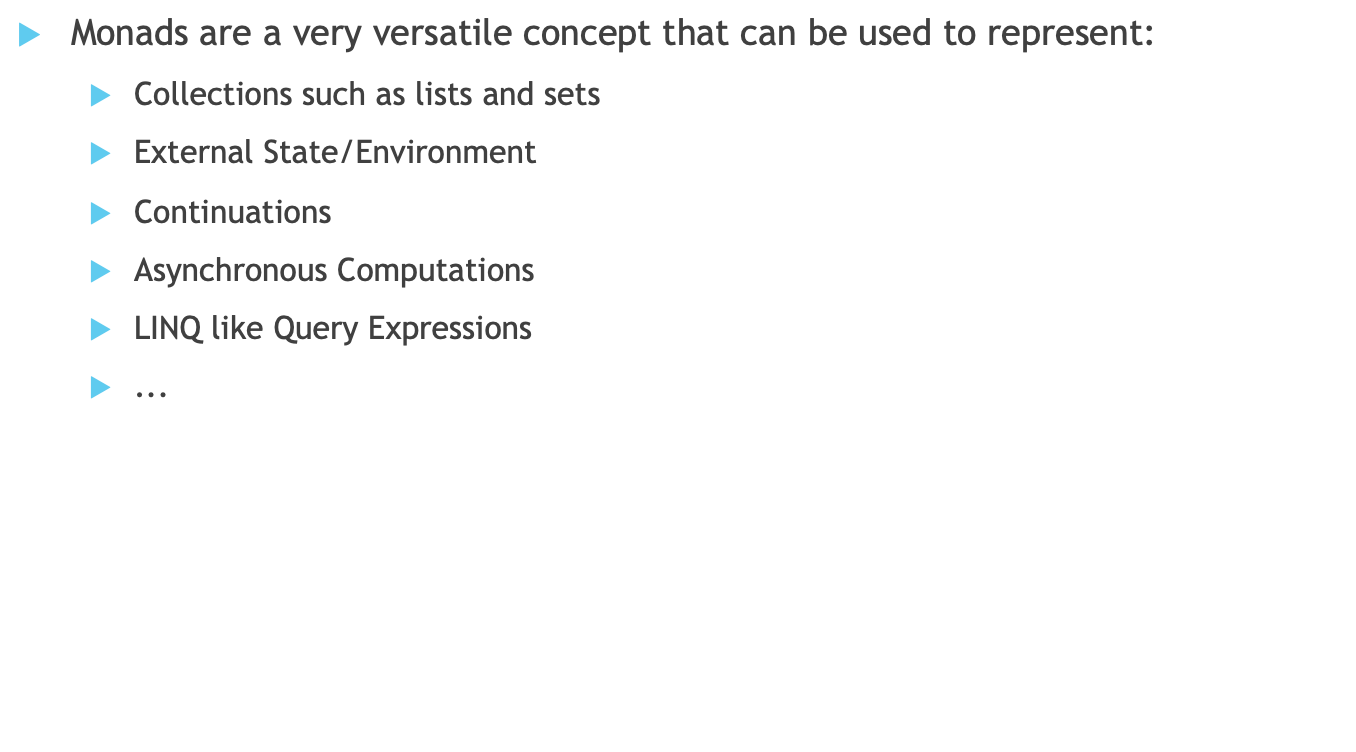 Monads are a very versatile concept that can be used to represent:
Collections such as lists and sets
External State/Environment
Continuations
Asynchronous Computations
LINQ like Query Expressions
...